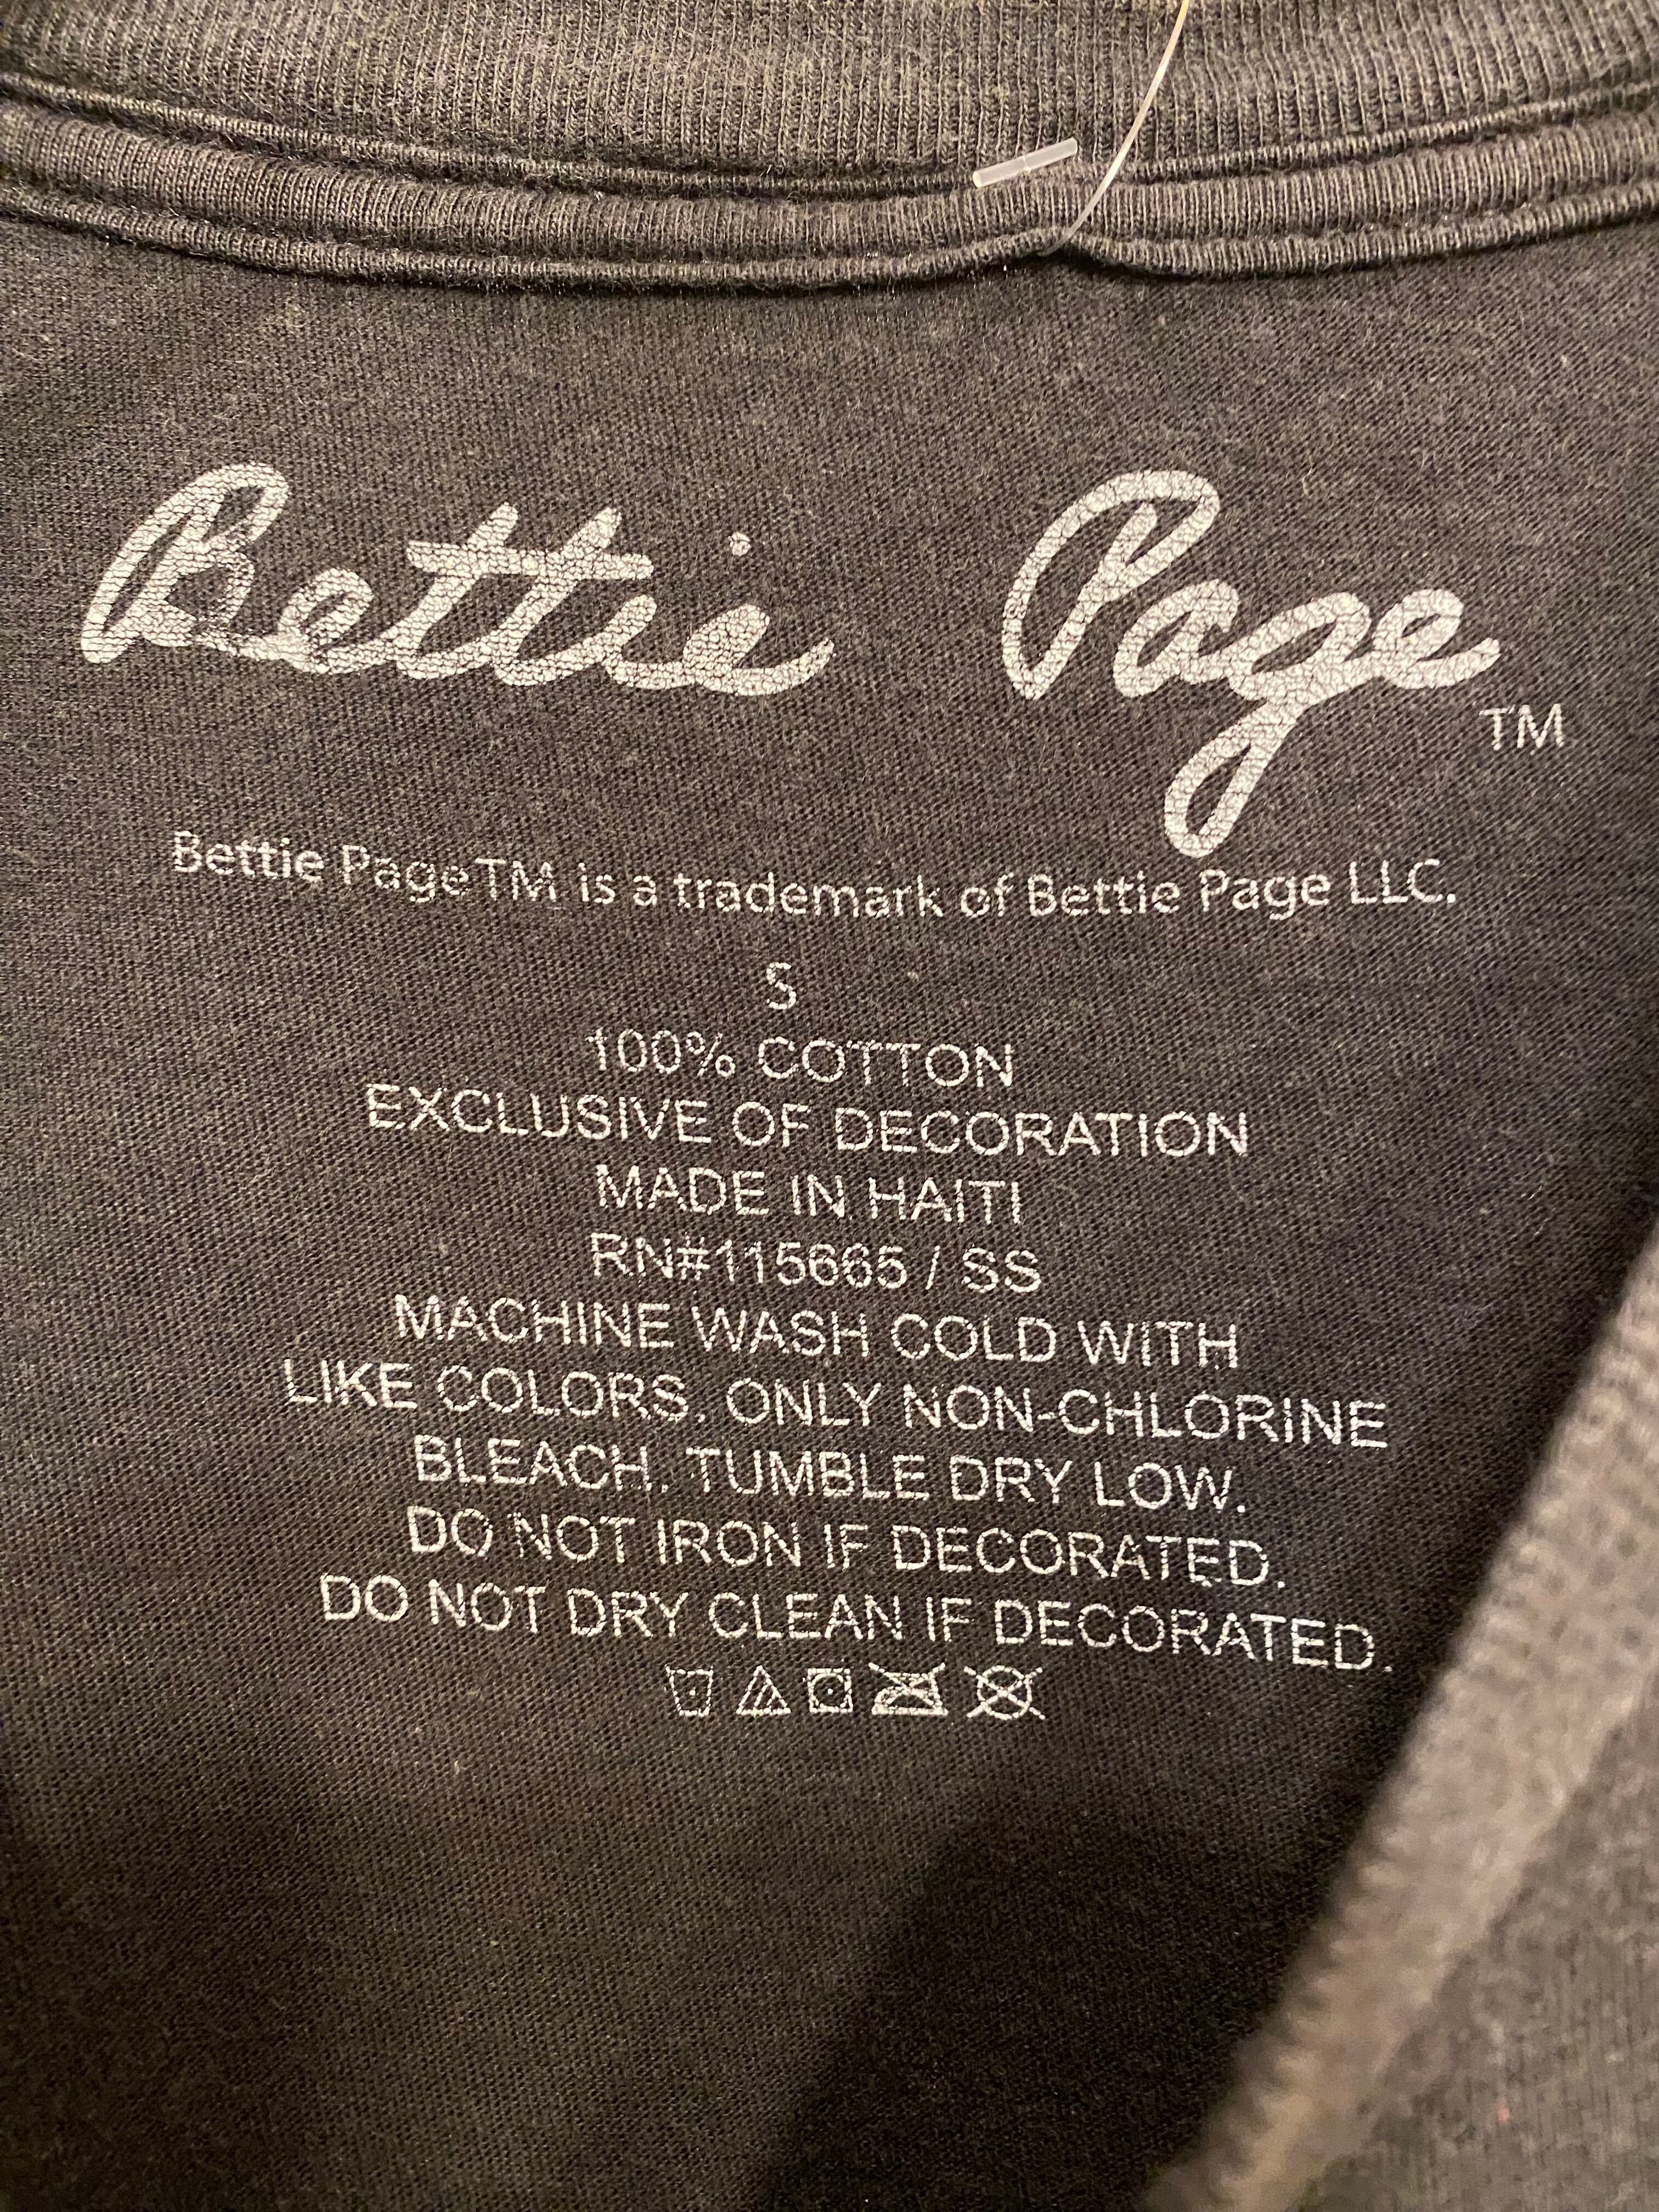 Bettie Page TM
Bettie PageTM is a trademark of Bettie Page LLC.
S
100% COTTON
EXCLUSIVE OF DECORATION
MADE IN HAITI
RN#115665 / SS
MACHINE WASH COLD WITH
LIKE COLORS. ONLY NON-CHLORINE
BLEACH. TUMBLE DRY LOW.
DO NOT IRON IF DECORATED.
DO NOT DRY CLEAN IF DECORATED.